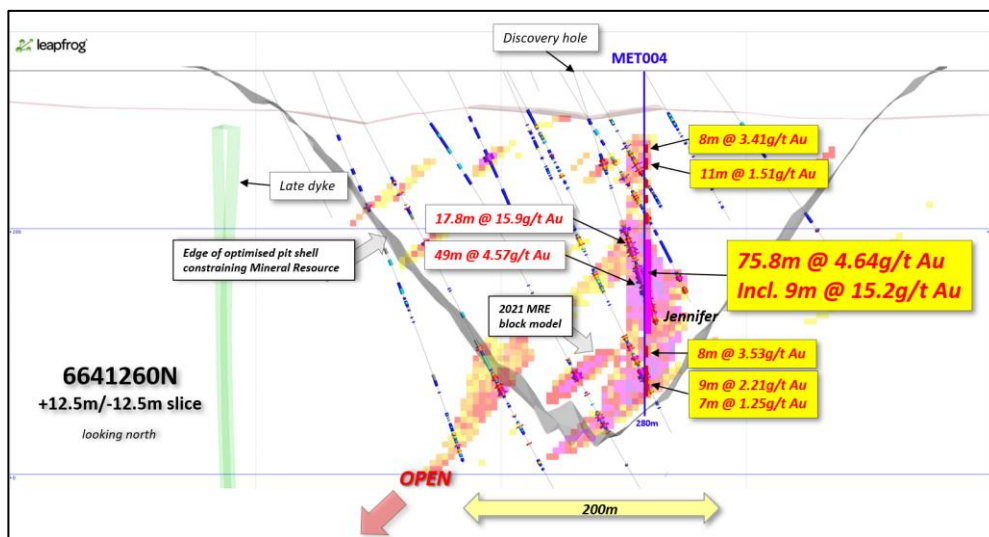 leapfrog
Discovery hole
MET004
8m @ 3.41g/t Au
11m @ 1.51g/t Au
Late dyke
17.8m @ 15.9g/t Au
200
Edge of optimised pit shell
constraining Mineral Resource
49m @ 4.57g/t Au
75.8m @ 4.64g/t Au
Incl. 9m @ 15.2g/t Au
2021 MRE
block model
Jennifer
8m @ 3.53g/t Au
6641260N
+12.5m/-12.5m slice
looking north
9m @ 2.21g/t Au
7m @ 1.25g/t Au
280m
OPEN
0
200m